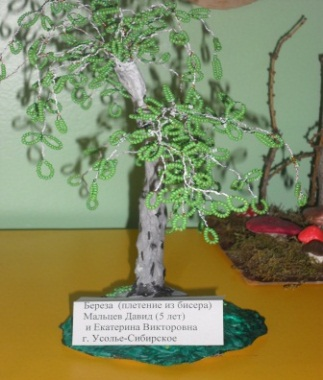 Береза (плетение из бисера)
Мальцев Давид (5 лет)
и Екатерина Викторовна
г. Усолье-Сибирское